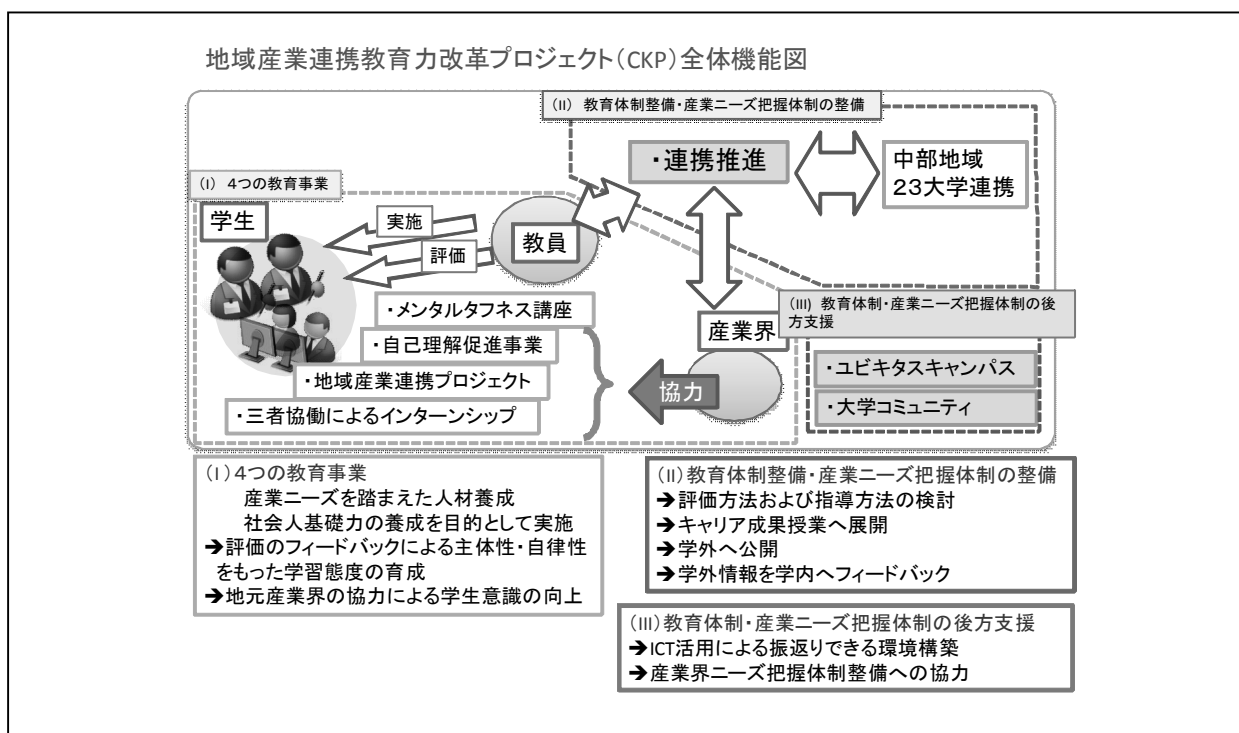 地域産業連携教育力改革プロジェクト(CKP)全体機能図
(II) 教育体制整備・産業ニーズ把握体制の整備
・連携推進
中部地域
23大学連携
(I) 4つの教育事業
学生
実施
評価
教員
・メンタルタフネス講座
・自己理解促進事業
・地域産業連携プロジェクト
・三者協働によるインターンシップ
協力
産業界
(III) 教育体制・産業ニーズ把握体制の後
方支援
・ユビキタスキャンパス
・大学コミュニティ
(I)4つの教育事業
産業ニーズを踏まえた人材養成
社会人基礎力の養成を目的として実施
➔評価のフィードバックによる主体性・自律性
をもった学習態度の育成
➔地元産業界の協力による学生意識の向上
(II)教育体制整備・産業ニーズ把握体制の整備
➔評価方法および指導方法の検討
➔キャリア成果授業へ展開
➔学外へ公開
➔学外情報を学内へフィードバック
(III)教育体制・産業ニーズ把握体制の後方支援
➔ICT活用による振返りできる環境構築
➔産業界ニーズ把握体制整備への協力